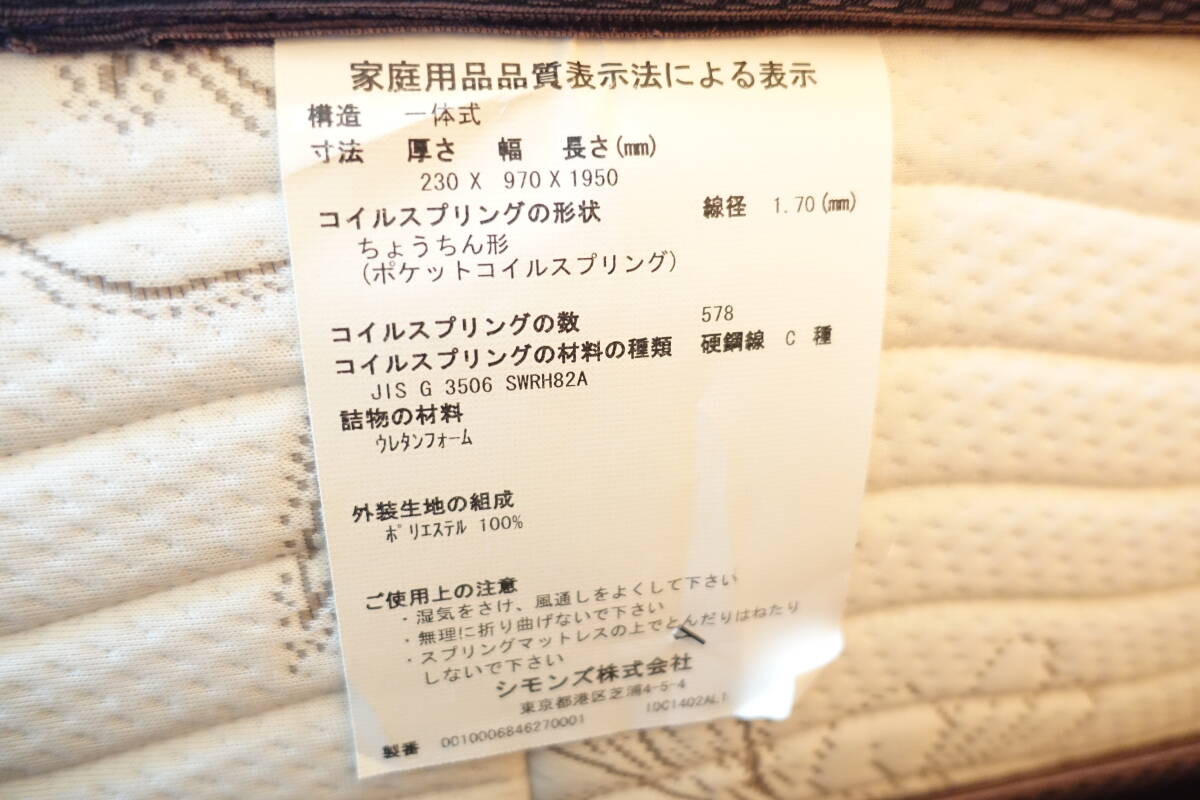 家庭用品品質表示法による表示
構造 一体式
寸法 厚さ 幅 長さ(mm)
230 X 970 X 1950
コイルスプリングの形状 線径 1.70(mm)
ちょうちん形
(ポケットコイルスプリング)
コイルスプリングの数 578
コイルスプリングの材料の種類 硬鋼線 C 種
JIS G 3506 SWRH82A
詰物の材料
ｳﾚﾀﾝﾌｫｰﾑ
外装生地の組成
ﾎﾟﾘｴｽﾃﾙ 100%
ご使用上の注意
・湿気をさけ、風通しをよくして下さい
・無理に折り曲げないで下さい
・スプリングマットレスの上でとんだりはねたり
しないで下さい
シモンズ株式会社
東京都港区芝浦4-5-4
製番 0010006846270001